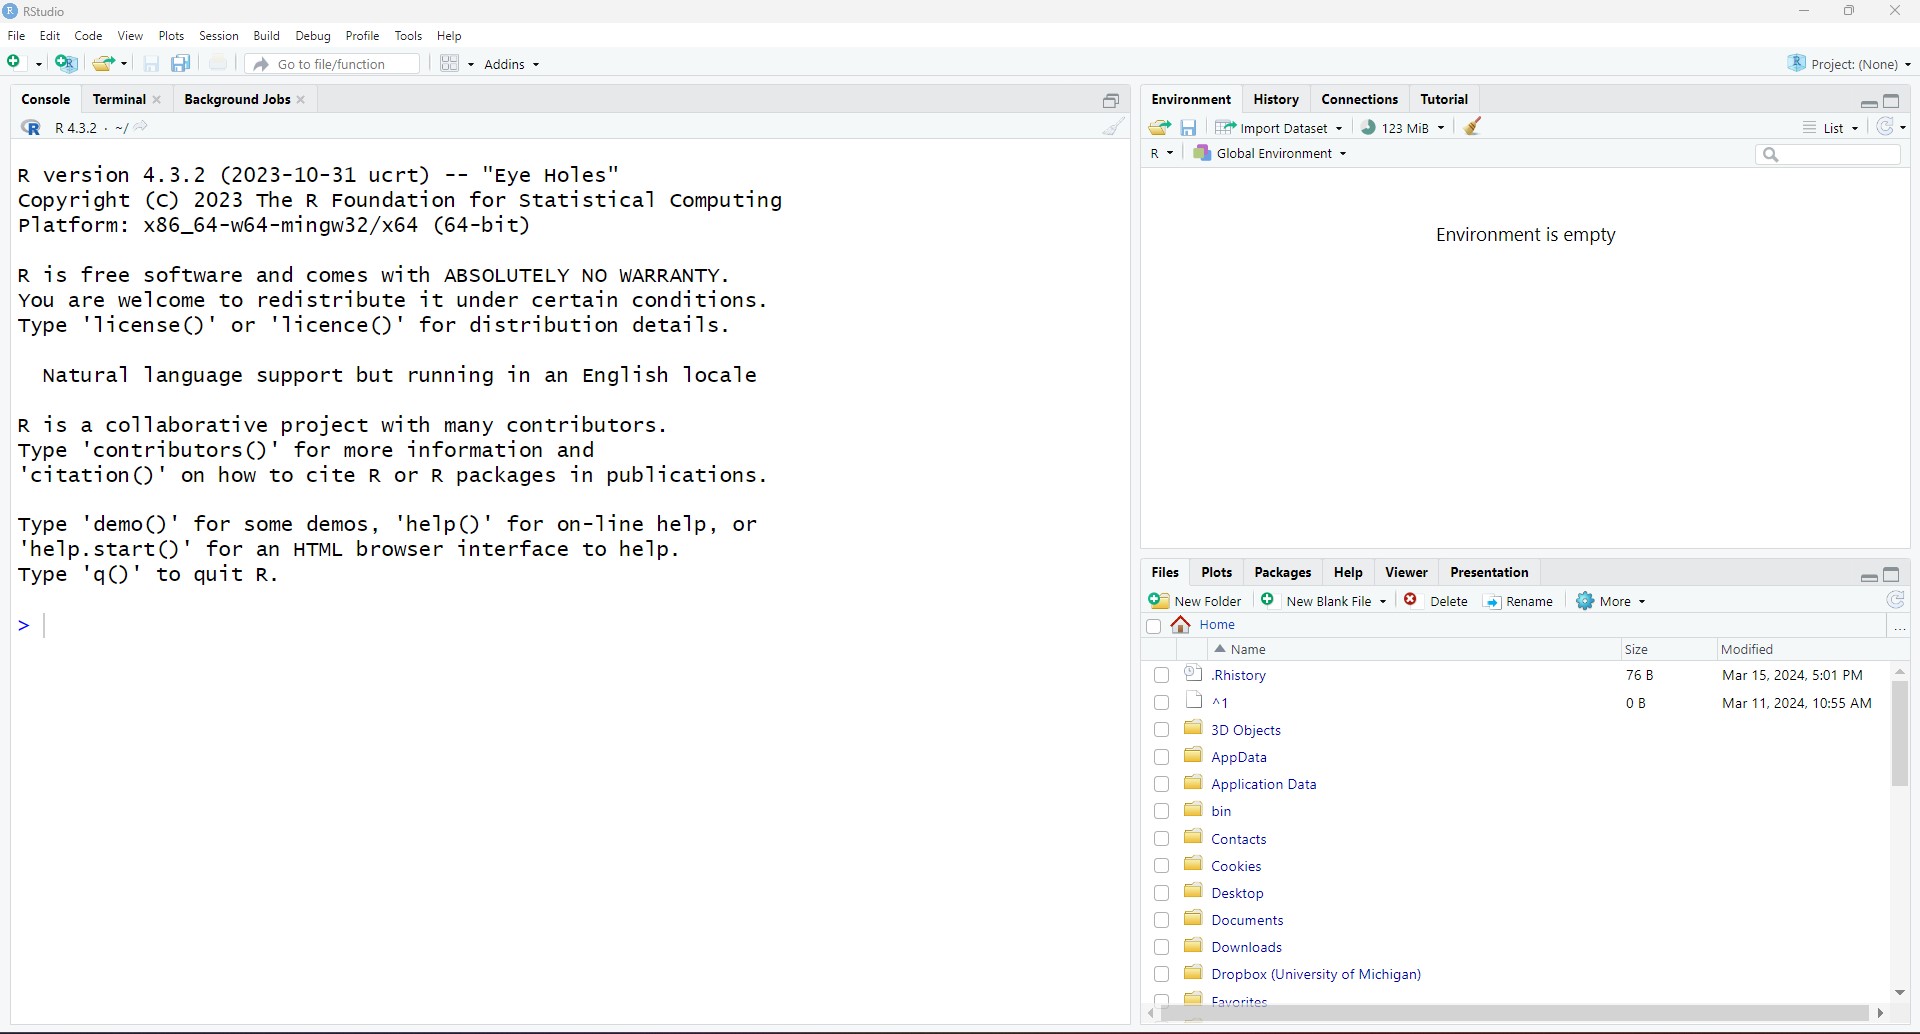 RStudio
File Edit Code View Plots Session Build Debug Profile Tools Help
Go to file/function Addins Project: (None)
Console Terminal Background Jobs
R 4.3.2 · ~/
R version 4.3.2 (2023-10-31 ucrt) -- "Eye Holes"
Copyright (C) 2023 The R Foundation for Statistical Computing
Platform: x86_64-w64-mingw32/x64 (64-bit)
R is free software and comes with ABSOLUTELY NO WARRANTY.
You are welcome to redistribute it under certain conditions.
Type 'license()' or 'licence()' for distribution details.
Natural language support but running in an English locale
R is a collaborative project with many contributors.
Type 'contributors()' for more information and
'citation()' on how to cite R or R packages in publications.
Type 'demo()' for some demos, 'help()' for on-line help, or
'help.start()' for an HTML browser interface to help.
Type 'q()' to quit R.
>
Environment History Connections Tutorial
Import Dataset 123 MiB List
R Global Environment
Environment is empty
Files Plots Packages Help Viewer Presentation
New Folder New Blank File Delete Rename More
Home ...
Name Size Modified
.Rhistory 76 B Mar 15, 2024, 5:01 PM
^1 0 B Mar 11, 2024, 10:55 AM
3D Objects
AppData
Application Data
bin
Contacts
Cookies
Desktop
Documents
Downloads
Dropbox (University of Michigan)
Favorites